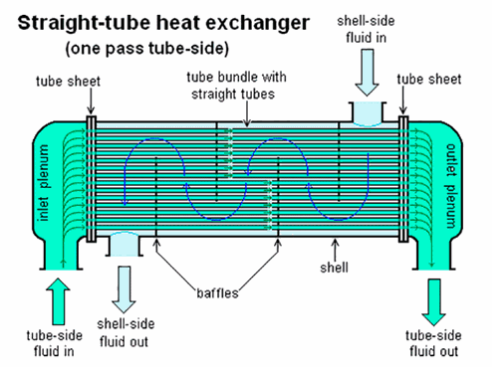 Straight-tube heat exchanger
(one pass tube-side)
shell-side
fluid in
tube sheet
tube bundle with
straight tubes
tube sheet
inlet plenum
outlet plenum
shell
baffles
tube-side
fluid in
shell-side
fluid out
tube-side
fluid out